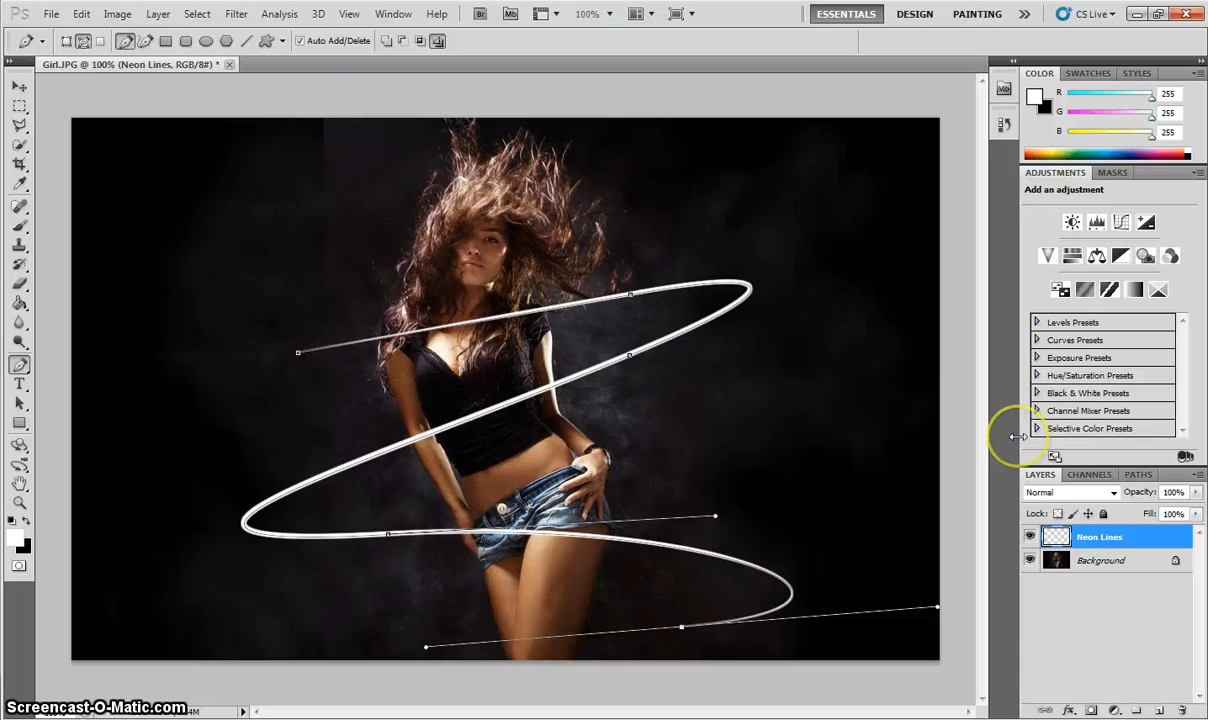 PS File Edit Image Layer Select Filter Analysis 3D View Window Help Br Mb 100% ESSENTIALS DESIGN PAINTING CS Live
Auto Add/Delete
Girl.JPG @ 100% (Neon Lines, RGB/8#) *
COLOR SWATCHES STYLES
Mb
R 255
G 255
B 255
ADJUSTMENTS MASKS
Add an adjustment
Levels Presets
Curves Presets
Exposure Presets
Hue/Saturation Presets
Black & White Presets
Channel Mixer Presets
Selective Color Presets
LAYERS CHANNELS PATHS
Normal Opacity: 100%
Lock: Fill: 100%
Neon Lines
Background
Screencast-O-Matic.com